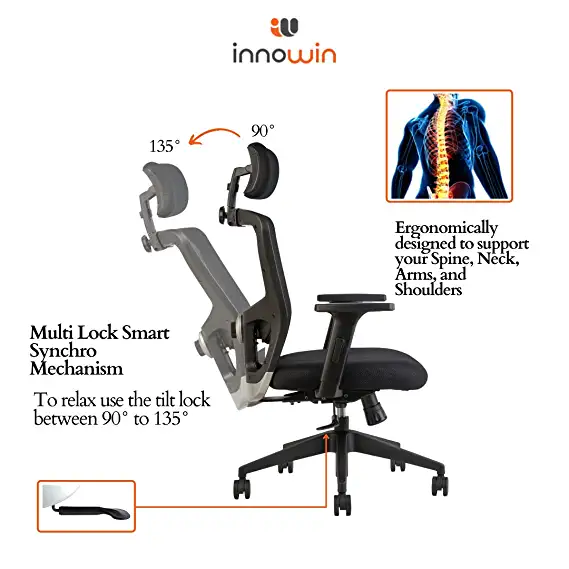 innowin
135°
90°
Ergonomically
designed to support
your Spine, Neck,
Arms, and
Shoulders
Multi Lock Smart
Synchro
Mechanism
To relax use the tilt lock
between 90° to 135°